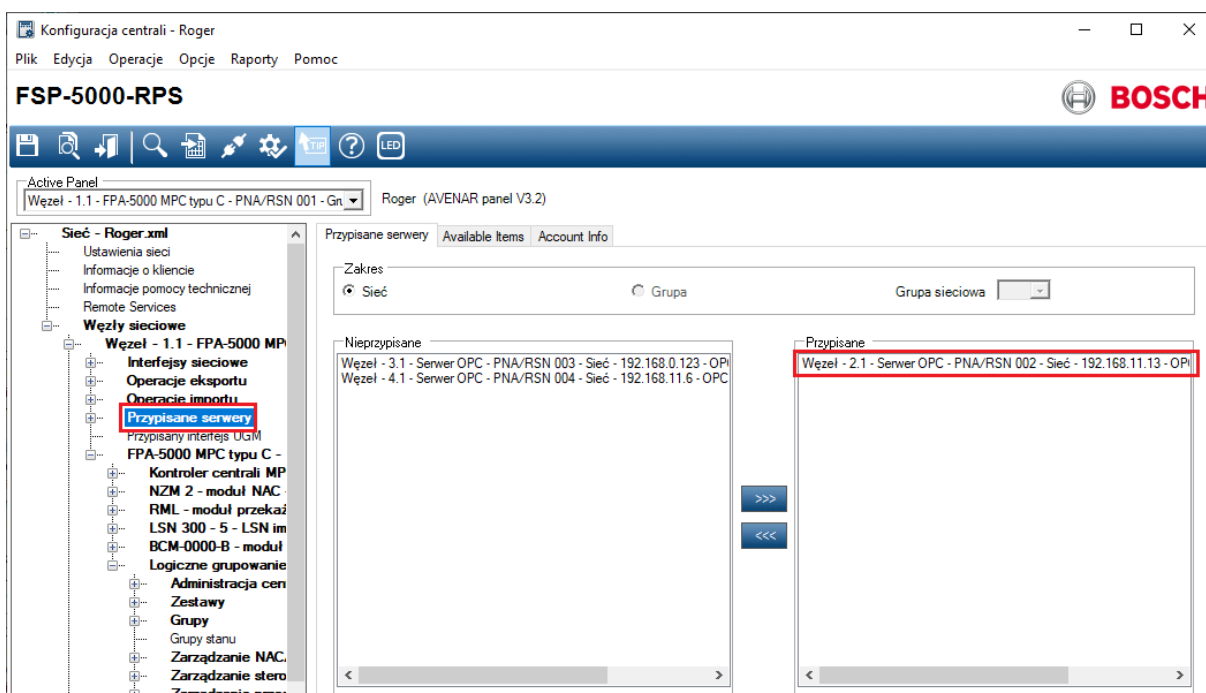 Konfiguracja centrali - Roger
Plik Edycja Operacje Opcje Raporty Pomoc
FSP-5000-RPS
BOSCH
TIP
LED
Active Panel
Węzeł - 1.1 - FPA-5000 MPC typu C - PNA/RSN 001 - Gru
Roger (AVENAR panel V3.2)
Sieć - Roger.xml
Ustawienia sieci
Informacje o kliencie
Informacje pomocy technicznej
Remote Services
Węzły sieciowe
Węzeł - 1.1 - FPA-5000 MP
Interfejsy sieciowe
Operacje eksportu
Operacje importu
Przypisane serwery
Przypisany interfejs UGM
FPA-5000 MPC typu C -
Kontroler centrali MP
NZM 2 - moduł NAC
RML - moduł przekaź
LSN 300 - 5 - LSN im
BCM-0000-B - moduł
Logiczne grupowanie
Administracja cen
Zestawy
Grupy
Grupy stanu
Zarządzanie NAC
Zarządzanie stero
Przypisane serwery Available Items Account Info
Zakres
Sieć Grupa Grupa sieciowa
Nieprzypisane
Węzeł - 3.1 - Serwer OPC - PNA/RSN 003 - Sieć - 192.168.0.123 - OP
Węzeł - 4.1 - Serwer OPC - PNA/RSN 004 - Sieć - 192.168.11.6 - OPC
>>>
<<<
Przypisane
Węzeł - 2.1 - Serwer OPC - PNA/RSN 002 - Sieć - 192.168.11.13 - OP